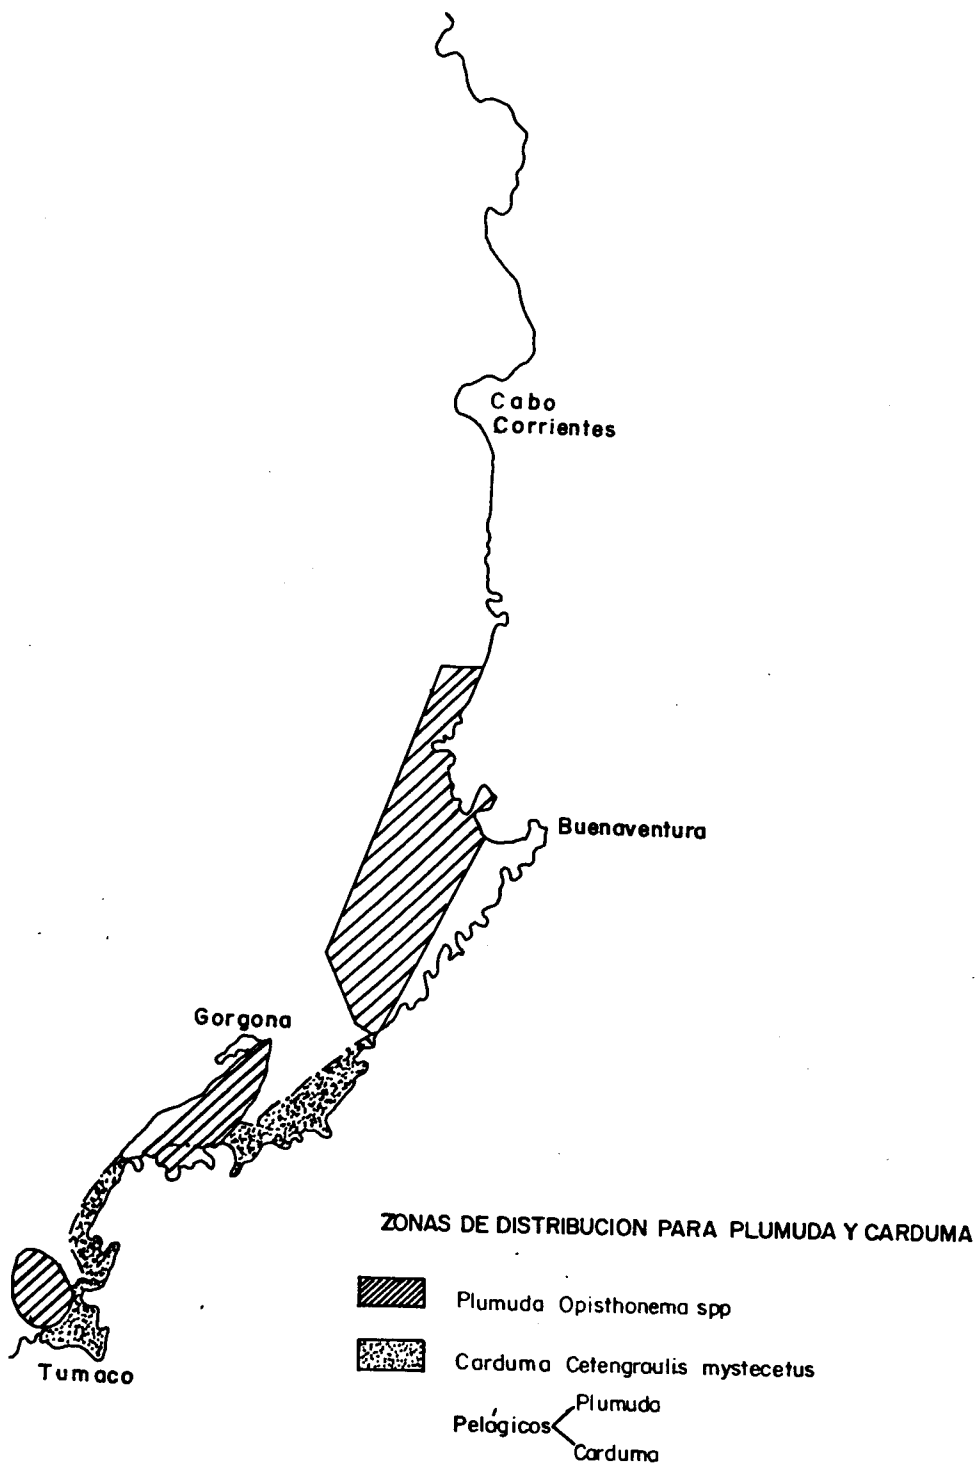 Cabo
Corrientes
Buenaventura
Gorgona
Tumaco
ZONAS DE DISTRIBUCION PARA PLUMUDA Y CARDUMA
Plumuda Opisthonema spp
Carduma Cetengraulis mystecetus
Pelágicos
Plumuda
Carduma